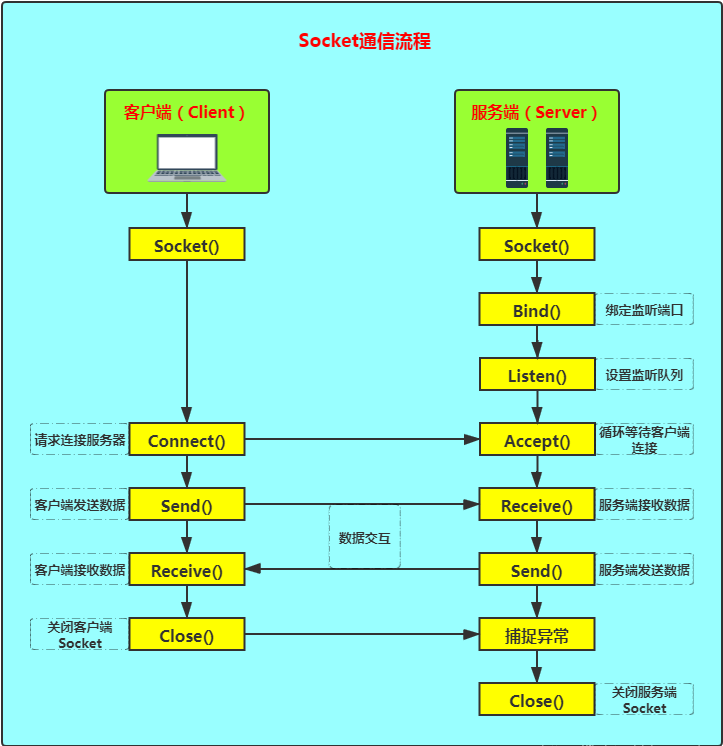 Socket通信流程
客户端（Client）
服务端（Server）
Socket()
Socket()
Bind()
绑定监听端口
Listen()
设置监听队列
请求连接服务器
Connect()
Accept()
循环等待客户端
连接
客户端发送数据
Send()
Receive()
服务端接收数据
数据交互
客户端接收数据
Receive()
Send()
服务端发送数据
关闭客户端
Socket
Close()
捕捉异常
Close()
关闭服务端
Socket